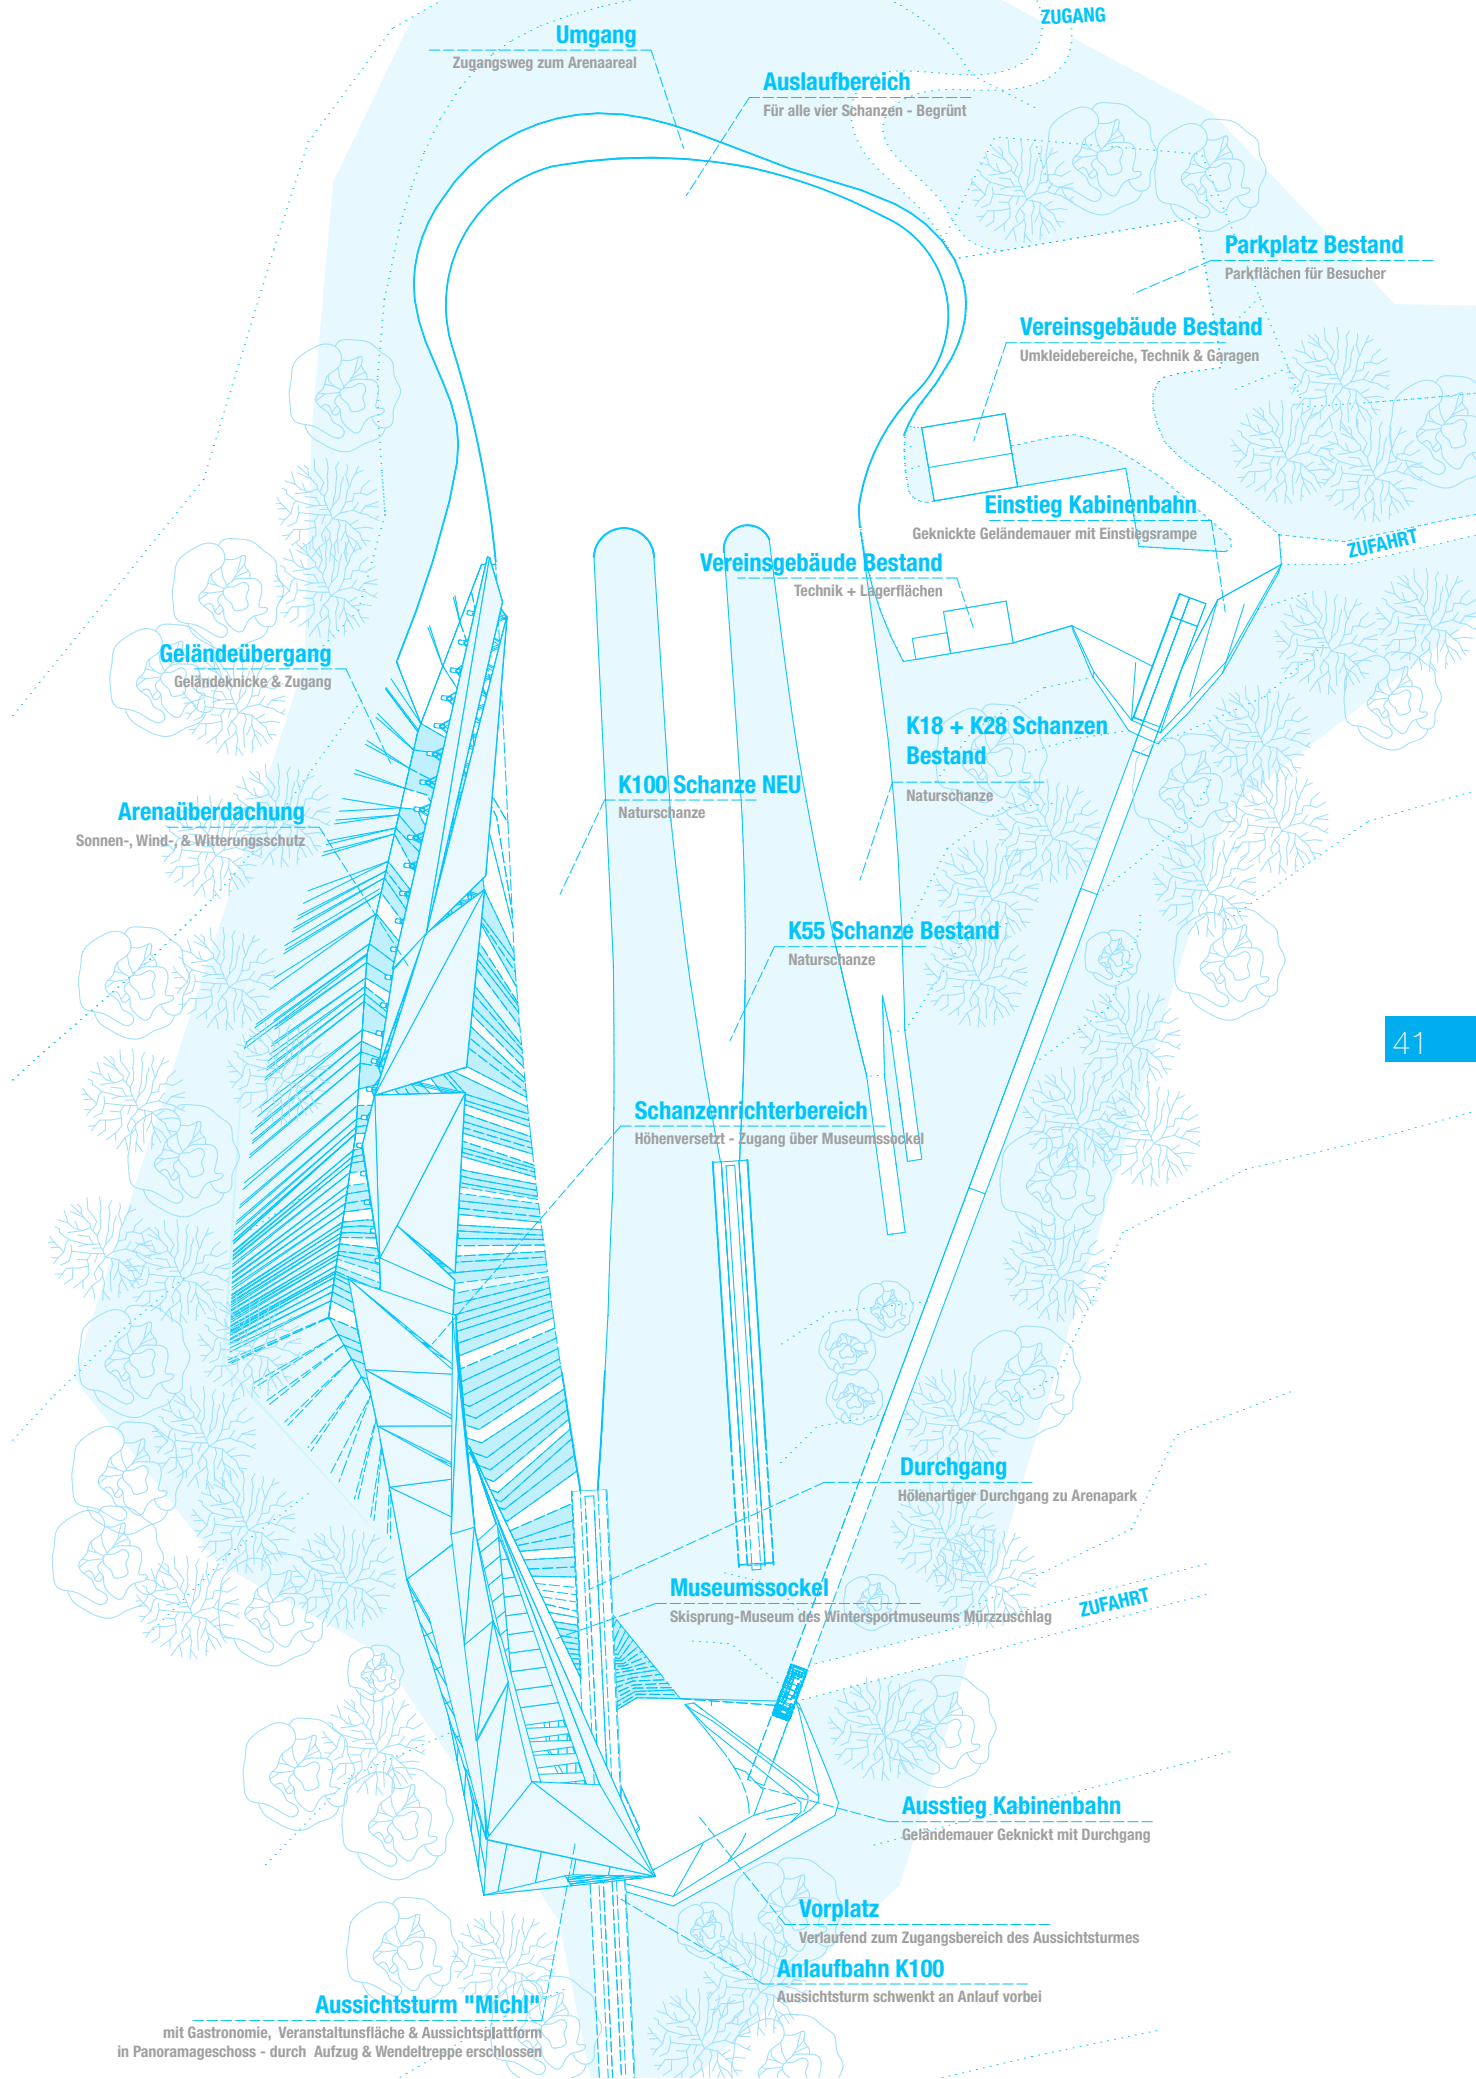 ZUGANG
Umgang
Zugangsweg zum Arenaareal
Auslaufbereich
Für alle vier Schanzen - Begrünt
Parkplatz Bestand
Parkflächen für Besucher
Vereinsgebäude Bestand
Umkleidebereiche, Technik & Garagen
Einstieg Kabinenbahn
Geknickte Geländemauer mit Einstiegsrampe
ZUFAHRT
Vereinsgebäude Bestand
Technik + Lagerflächen
Geländeübergang
Geländeknicke & Zugang
K18 + K28 Schanzen
Bestand
Naturschanze
K100 Schanze NEU
Naturschanze
Arenaüberdachung
Sonnen-, Wind-, & Witterungsschutz
K55 Schanze Bestand
Naturschanze
41
Schanzenrichterbereich
Höhenversetzt - Zugang über Museumssockel
Durchgang
Hölenartiger Durchgang zu Arenapark
Museumssockel
Skisprung-Museum des Wintersportmuseums Mürzzuschlag
ZUFAHRT
Ausstieg Kabinenbahn
Geländemauer Geknickt mit Durchgang
Vorplatz
Verlaufend zum Zugangsbereich des Aussichtsturmes
Anlaufbahn K100
Aussichtsturm schwenkt an Anlauf vorbei
Aussichtsturm "Michl"
mit Gastronomie, Veranstaltunsfläche & Aussichtsplattform
in Panoramageschoss - durch Aufzug & Wendeltreppe erschlossen